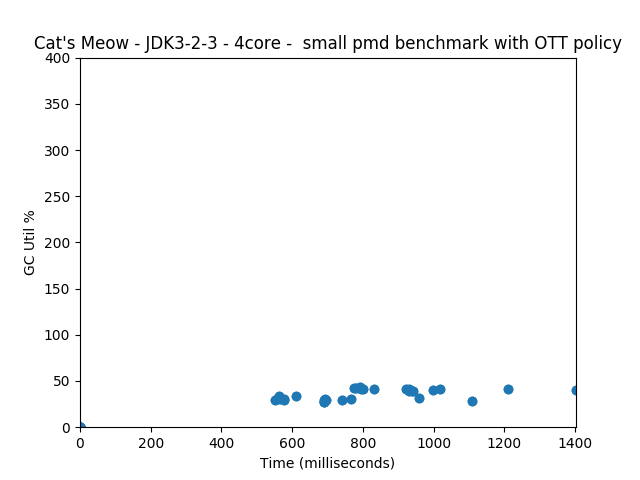 Cat's Meow - JDK3-2-3 - 4core -  small pmd benchmark with OTT policy
400
350
300
250
200
150
100
50
0
GC Util %
0 200 400 600 800 1000 1200 1400
Time (milliseconds)